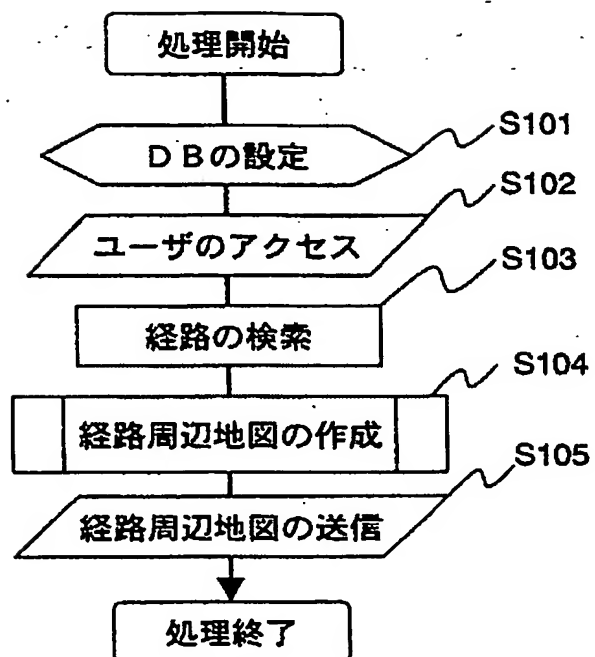 処理開始
DBの設定
S101
ユーザのアクセス
S102
経路の検索
S103
経路周辺地図の作成
S104
経路周辺地図の送信
S105
処理終了